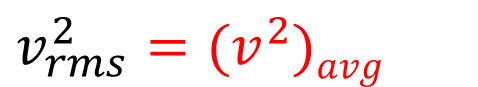 v²ᵣₘₛ = (v²)ₐᵥg